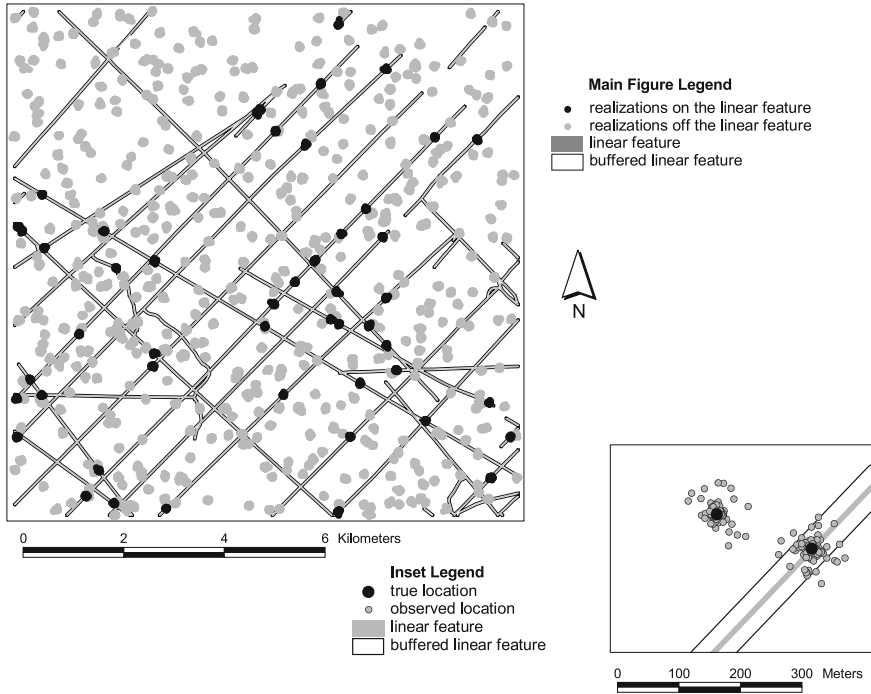 Main Figure Legend
realizations on the linear feature
realizations off the linear feature
linear feature
buffered linear feature
N
0 2 4 6 Kilometers
Inset Legend
true location
observed location
linear feature
buffered linear feature
0 100 200 300 Meters